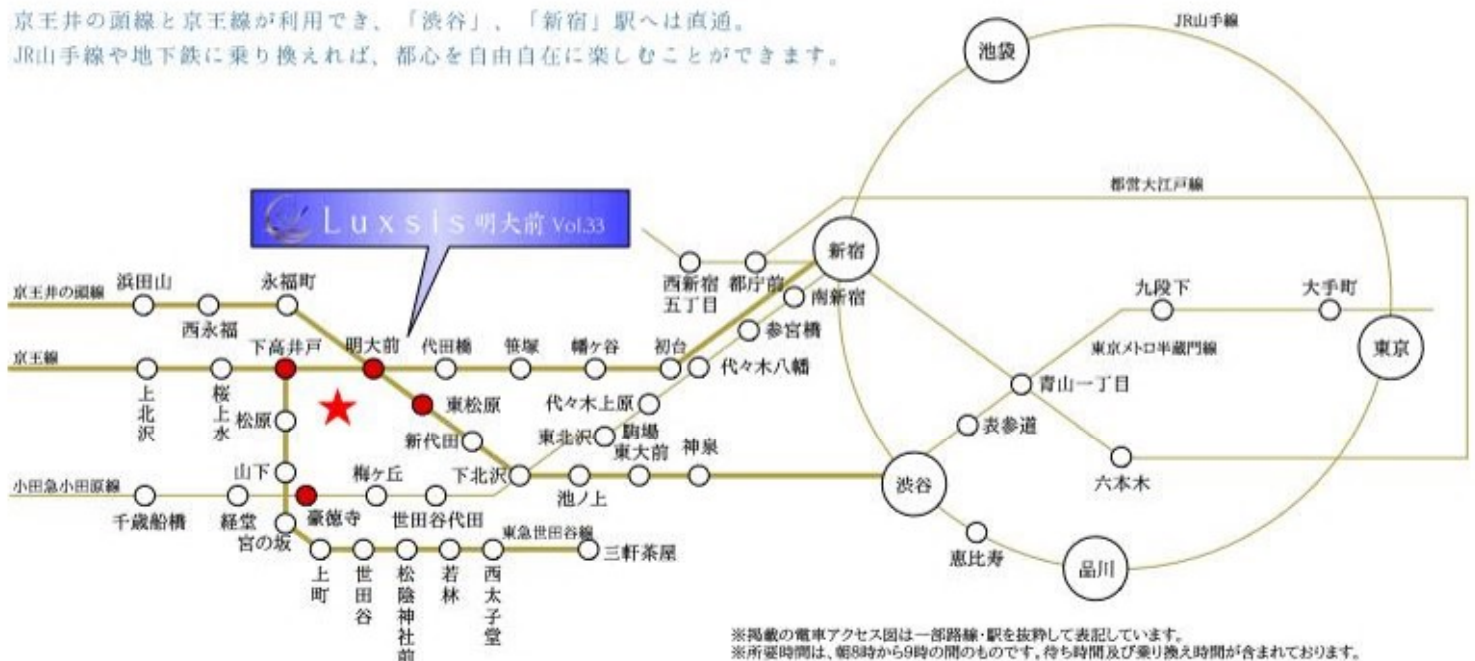 京王井の頭線と京王線が利用でき、「渋谷」、「新宿」駅へは直通。
JR山手線や地下鉄に乗り換えれば、都心を自由自在に楽しむことができます。
JR山手線
池袋
都営大江戸線
Luxsis 明大前 Vol.33
新宿
西新宿
五丁目
都庁前
南新宿
京王井の頭線
浜田山
西永福
永福町
九段下
大手町
参宮橋
東京メトロ半蔵門線
東京
京王線
下高井戸
明大前
代田橋
笹塚
幡ヶ谷
初台
代々木八幡
上北沢
桜上水
松原
東松原
代々木上原
青山一丁目
表参道
新代田
東北沢
駒場
東大前
神泉
山下
梅ヶ丘
下北沢
池ノ上
渋谷
六本木
小田急小田原線
千歳船橋
経堂
豪徳寺
世田谷代田
宮の坂
東急世田谷線
三軒茶屋
恵比寿
品川
上町
世田谷
松陰神社前
若林
西太子堂
※掲載の電車アクセス図は一部路線・駅を抜粋して表記しています。
※所要時間は、朝8時から9時の間のものです。待ち時間及び乗り換え時間が含まれております。